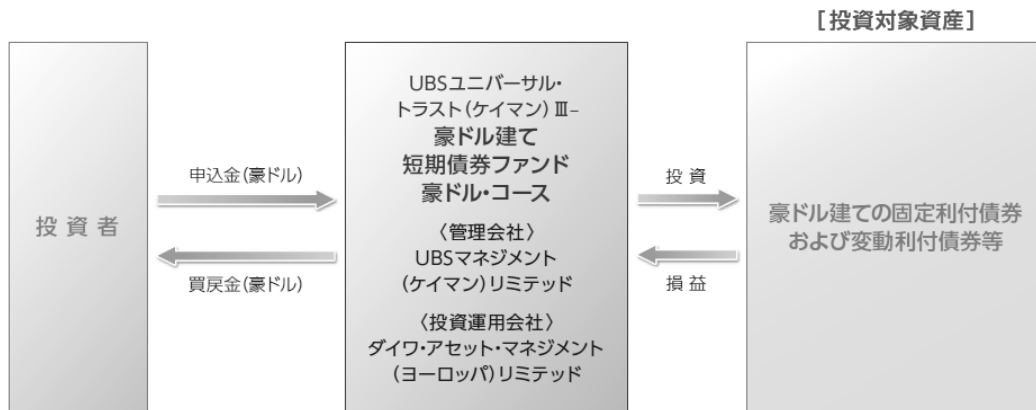 [投資対象資産]
投資者
申込金(豪ドル)
買戻金(豪ドル)
UBSユニバーサル・
トラスト(ケイマン)Ⅲ−
豪ドル建て
短期債券ファンド
豪ドル・コース
〈管理会社〉
UBSマネジメント
(ケイマン)リミテッド
〈投資運用会社〉
ダイワ・アセット・マネジメント
(ヨーロッパ)リミテッド
投資
損益
豪ドル建ての固定利付債券
および変動利付債券等